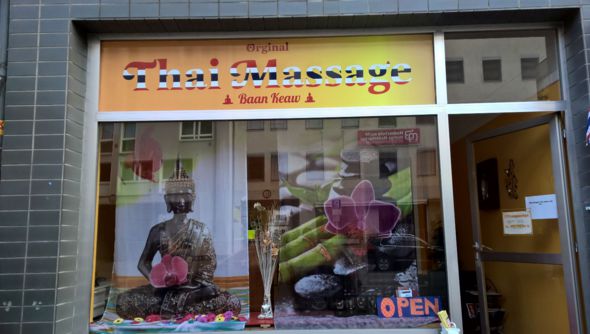 Orginal
Thai Massage
Baan Keaw
OPEN